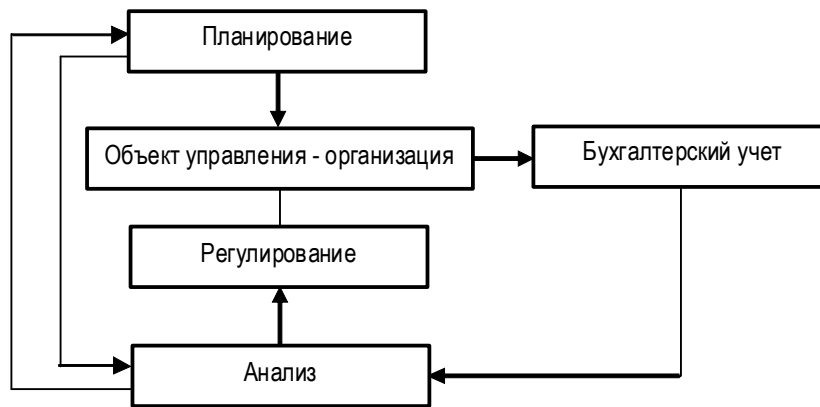 Планирование
Объект управления - организация
Бухгалтерский учет
Регулирование
Анализ